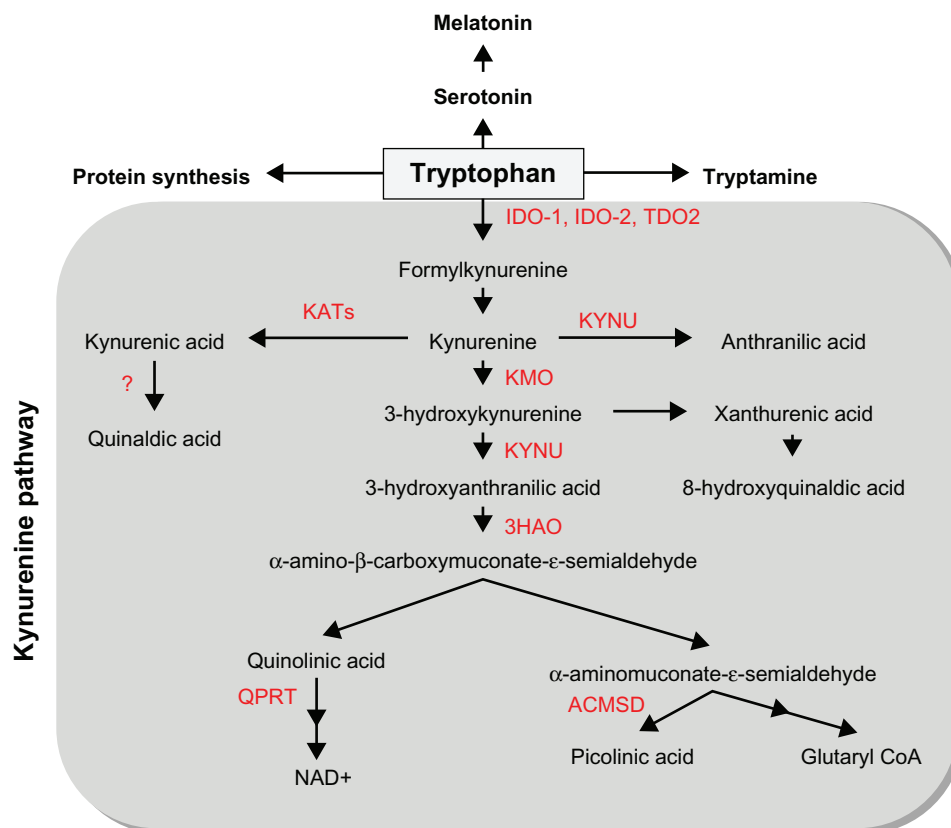 Melatonin
Serotonin
Protein synthesis
Tryptophan
Tryptamine
IDO-1, IDO-2, TDO2
Formylkynurenine
KATs
KYNU
Kynurenic acid
Kynurenine
Anthranilic acid
?
KMO
3-hydroxykynurenine
Xanthurenic acid
Quinaldic acid
KYNU
3-hydroxyanthranilic acid
8-hydroxyquinaldic acid
3HAO
α-amino-β-carboxymuconate-ε-semialdehyde
Quinolinic acid
α-aminomuconate-ε-semialdehyde
QPRT
ACMSD
Picolinic acid
Glutaryl CoA
NAD+
Kynurenine pathway